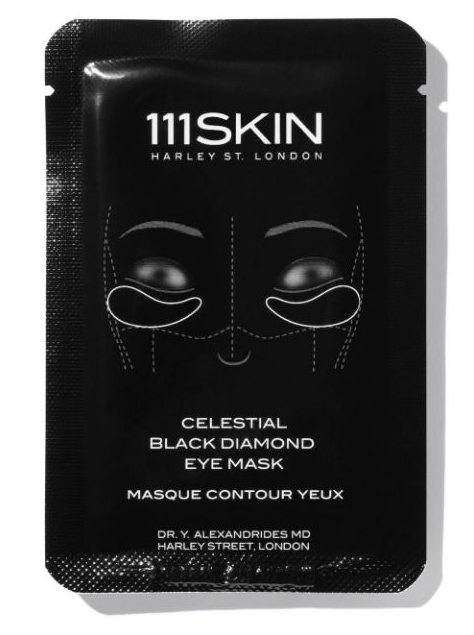 111SKIN
HARLEY ST. LONDON
CELESTIAL
BLACK DIAMOND
EYE MASK
MASQUE CONTOUR YEUX
DR. Y. ALEXANDRIDES MD
HARLEY STREET, LONDON